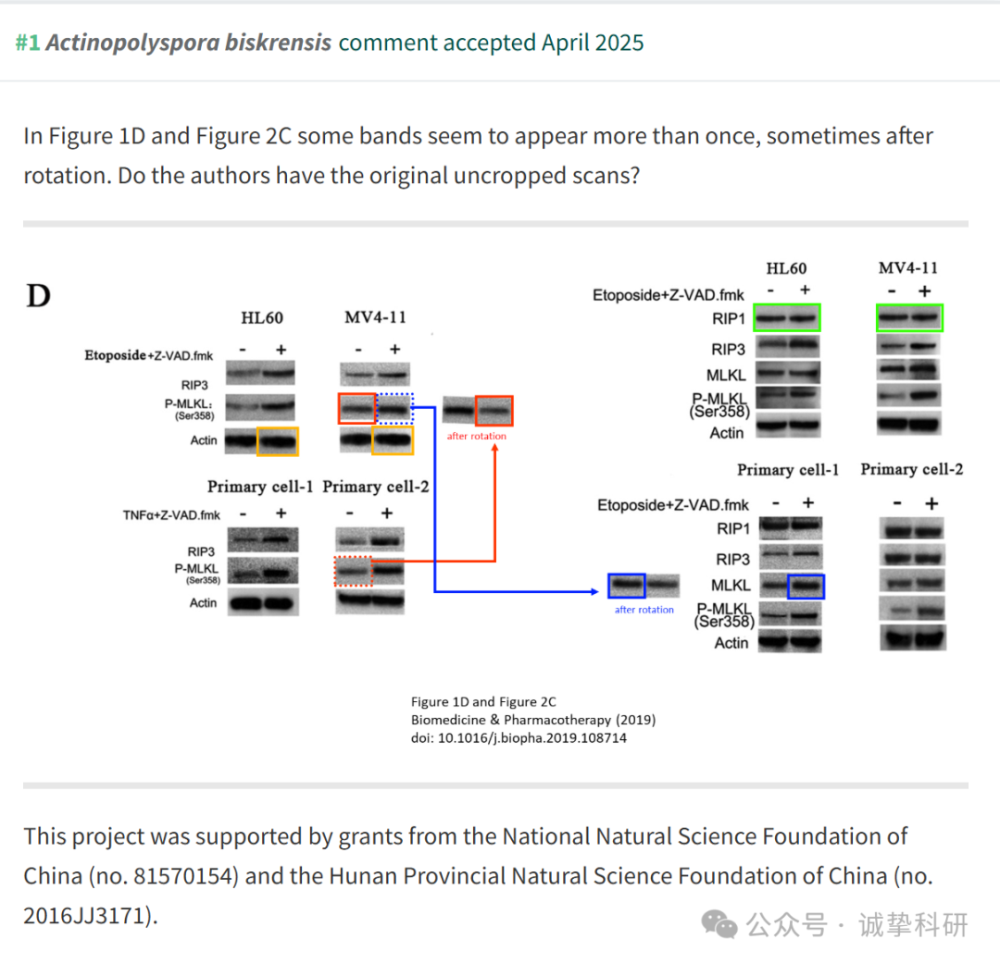 #1 Actinopolyspora biskrensis comment accepted April 2025
In Figure 1D and Figure 2C some bands seem to appear more than once, sometimes after
rotation. Do the authors have the original uncropped scans?
D
HL60 MV4-11
Etoposide+Z-VAD.fmk - + - +
RIP3
P-MLKL:
(Ser358)
Actin
after rotation
Primary cell-1 Primary cell-2
TNFα+Z-VAD.fmk - + - +
RIP3
P-MLKL
(Ser358)
Actin
HL60 MV4-11
Etoposide+Z-VAD.fmk - + - +
RIP1
RIP3
MLKL
P-MLKL
(Ser358)
Actin
Primary cell-1 Primary cell-2
Etoposide+Z-VAD.fmk - + - +
RIP1
RIP3
MLKL
after rotation
P-MLKL
(Ser358)
Actin
Figure 1D and Figure 2C
Biomedicine & Pharmacotherapy (2019)
doi: 10.1016/j.biopha.2019.108714
This project was supported by grants from the National Natural Science Foundation of
China (no. 81570154) and the Hunan Provincial Natural Science Foundation of China (no.
2016JJ3171).
公众号 · 诚挚科研